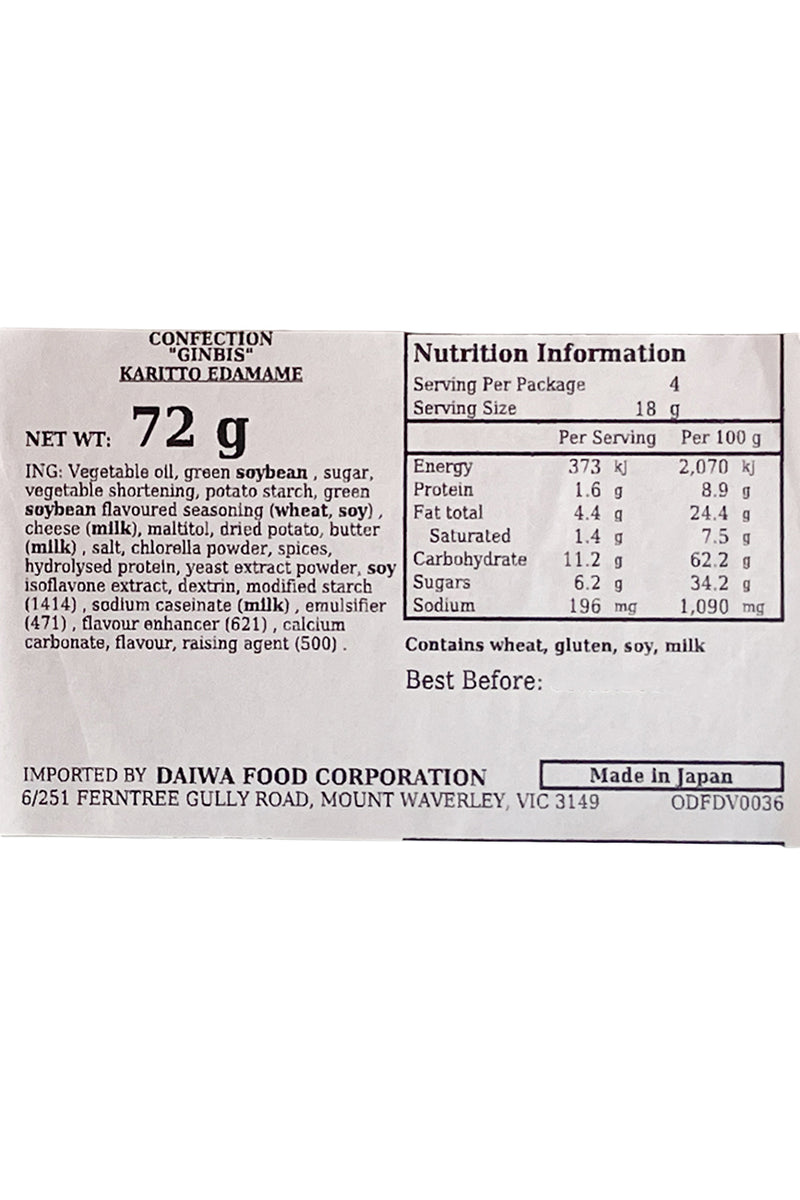 CONFECTION
"GINBIS"
KARITTO EDAMAME
NET WT: 72 g
ING: Vegetable oil, green soybean , sugar,
vegetable shortening, potato starch, green
soybean flavoured seasoning (wheat, soy) ,
cheese (milk), maltitol, dried potato, butter
(milk) , salt, chlorella powder, spices,
hydrolysed protein, yeast extract powder, soy
isoflavone extract, dextrin, modified starch
(1414) , sodium caseinate (milk) , emulsifier
(471) , flavour enhancer (621) , calcium
carbonate, flavour, raising agent (500) .
Nutrition Information
Serving Per Package 4
Serving Size 18 g
Per Serving Per 100 g
Energy 373 kJ 2,070 kJ
Protein 1.6 g 8.9 g
Fat total 4.4 g 24.4 g
Saturated 1.4 g 7.5 g
Carbohydrate 11.2 g 62.2 g
Sugars 6.2 g 34.2 g
Sodium 196 mg 1,090 mg
Contains wheat, gluten, soy, milk
Best Before:
IMPORTED BY DAIWA FOOD CORPORATION
6/251 FERNTREE GULLY ROAD, MOUNT WAVERLEY, VIC 3149
Made in Japan
ODFDV0036